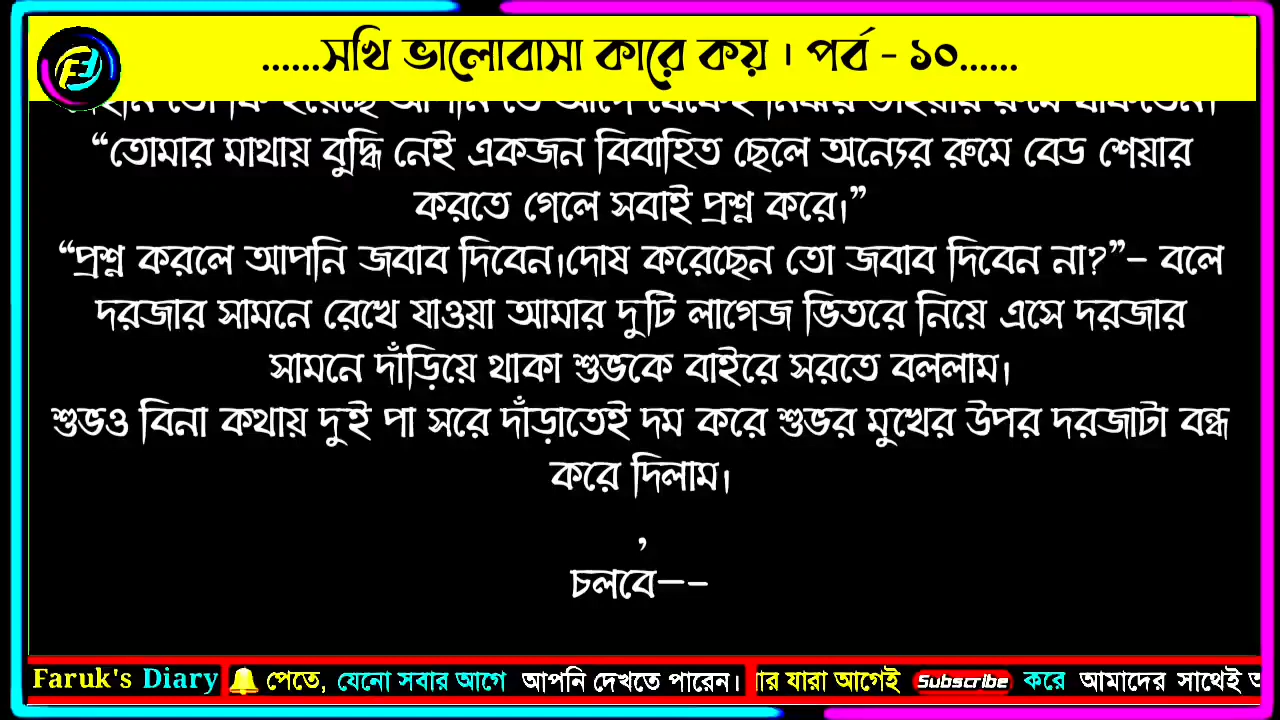 ......সখি ভালোবাসা কারে কয় । পর্ব - ১০......
“তোমার মাথায় বুদ্ধি নেই একজন বিবাহিত ছেলে অন্যের রুমে বেড শেয়ার
করতে গেলে সবাই প্রশ্ন করে।”
“প্রশ্ন করলে আপনি জবাব দিবেন।দোষ করেছেন তো জবাব দিবেন না?”- বলে
দরজার সামনে রেখে যাওয়া আমার দুটি লাগেজ ভিতরে নিয়ে এসে দরজার
সামনে দাঁড়িয়ে থাকা শুভকে বাইরে সরতে বললাম।
শুভও বিনা কথায় দুই পা সরে দাঁড়াতেই দম করে শুভর মুখের উপর দরজাটা বন্ধ
করে দিলাম।
,
চলবে--
Faruk's Diary 🔔 পেতে, যেনো সবার আগে আপনি দেখতে পারেন। যারা আগেই Subscribe করে আমাদের সাথেই